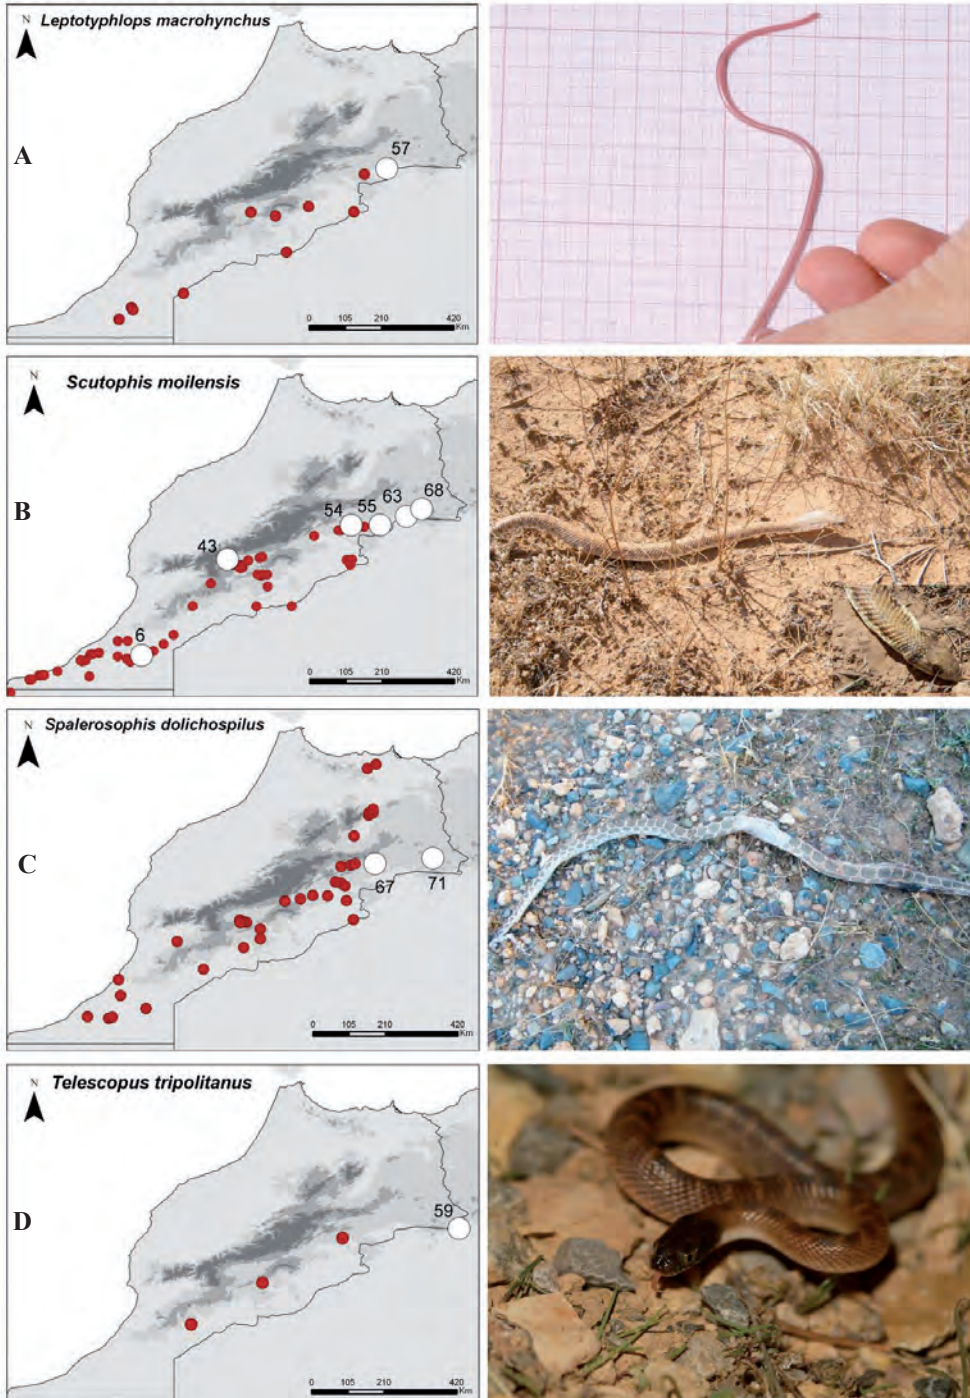 N
Leptotyphlops macrohynchus
A
57
0 105 210 420
Km
N
Scutophis moilensis
B
54 55 63 68
43
6
0 105 210 420
Km
N
Spalerosophis dolichospilus
C
67 71
0 105 210 420
Km
N
Telescopus tripolitanus
D
59
0 105 210 420
Km